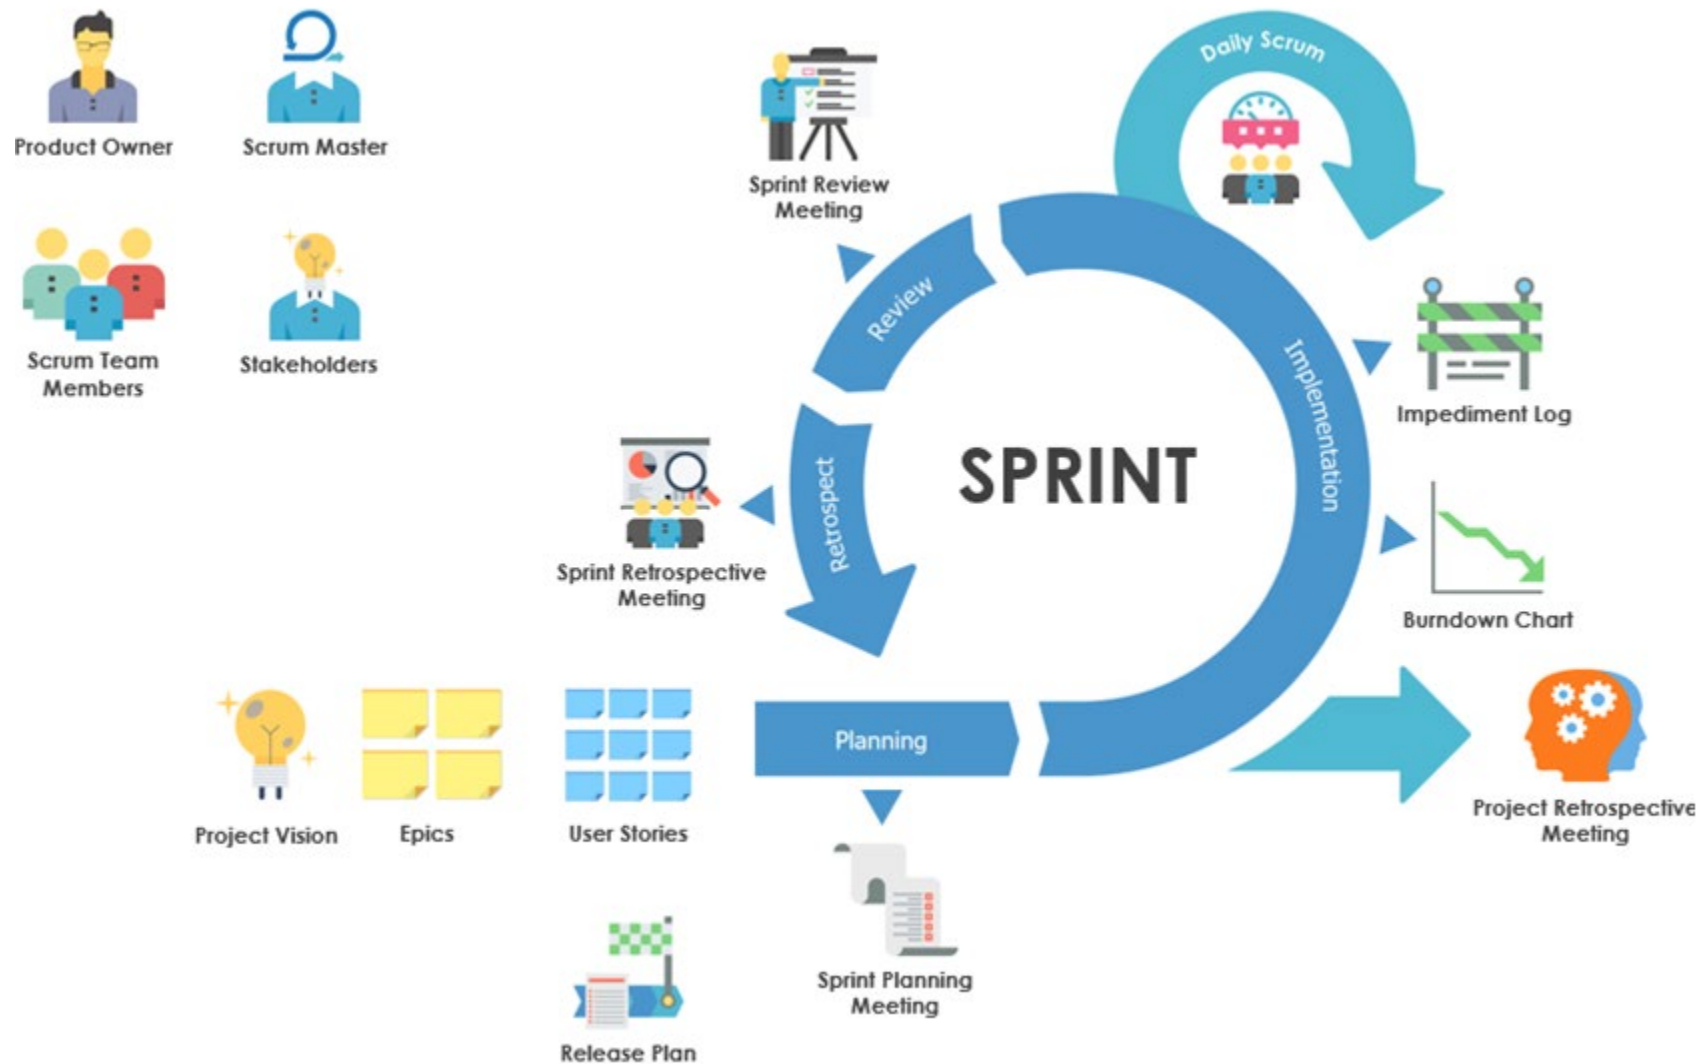 Product Owner
Scrum Master
Scrum Team
Members
Stakeholders
Sprint Review
Meeting
Daily Scrum
Review
Implementation
Impediment Log
SPRINT
Retrospect
Sprint Retrospective
Meeting
Burndown Chart
Project Vision
Epics
User Stories
Planning
Project Retrospective
Meeting
Sprint Planning
Meeting
Release Plan